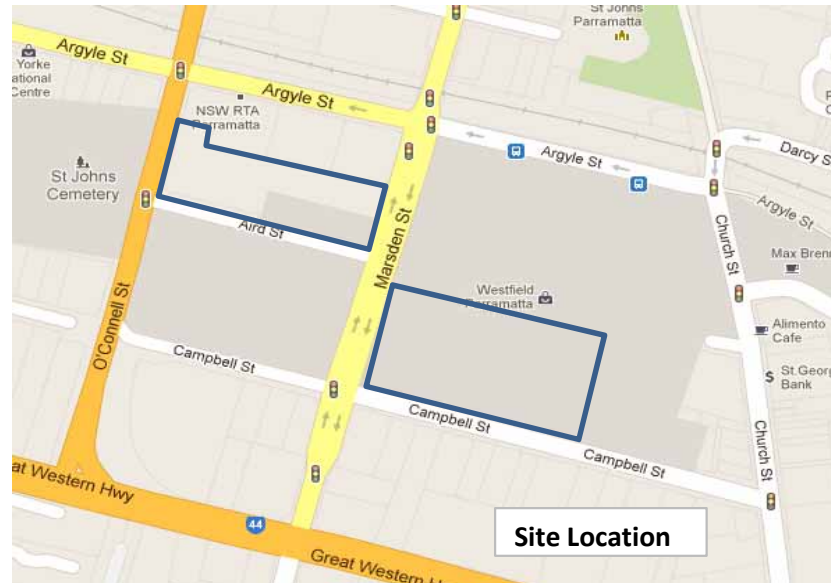 St Johns
Parramatta
Argyle St
Yorke
ational
Centre
NSW RTA
Parramatta
Argyle St
Argyle St
Darcy S
St Johns
Cemetery
Argyle St
Aird St
Marsden St
Church St
Max Brenn
Westfield
Parramatta
O'Connell St
Alimento
Cafe
Campbell St
$ St.Georg
Bank
Campbell St
Campbell St
Church St
at Western Hwy
44
Site Location
Great Western H